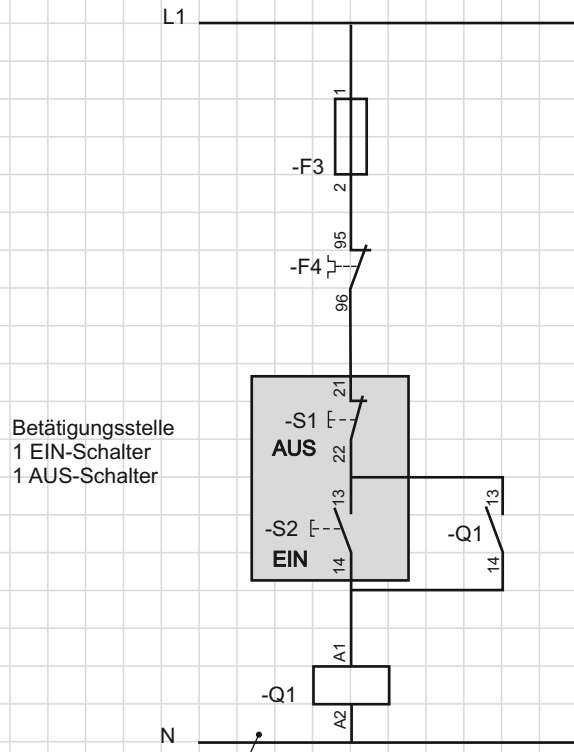 L1
1
-F3
2
95
-F4
96
21
Betätigungsstelle
1 EIN-Schalter
1 AUS-Schalter
-S1
AUS
22
13
13
-S2
-Q1
EIN
14
14
A1
-Q1
A2
N